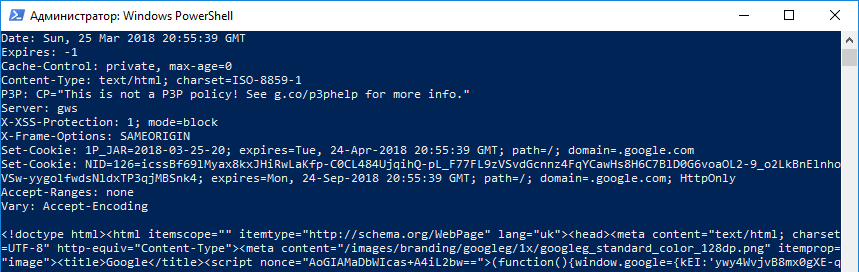 Администратор: Windows PowerShell
Date: Sun, 25 Mar 2018 20:55:39 GMT
Expires: -1
Cache-Control: private, max-age=0
Content-Type: text/html; charset=ISO-8859-1
P3P: CP="This is not a P3P policy! See g.co/p3phelp for more info."
Server: gws
X-XSS-Protection: 1; mode=block
X-Frame-Options: SAMEORIGIN
Set-Cookie: 1P_JAR=2018-03-25-20; expires=Tue, 24-Apr-2018 20:55:39 GMT; path=/; domain=.google.com
Set-Cookie: NID=126=icssBf69lMyax8kxJHiRwLaKfp-C0CL484UjqihQ-pL_F77FL9zVSvdGcnnz4FqYCawHs8H6C7BlD0G6voaOL2-9_o2LkBnElnho
VSw-yygolfwdsNldxTP3qjMBSnk4; expires=Mon, 24-Sep-2018 20:55:39 GMT; path=/; domain=.google.com; HttpOnly
Accept-Ranges: none
Vary: Accept-Encoding
<!doctype html><html itemscope="" itemtype="http://schema.org/WebPage" lang="uk"><head><meta content="text/html; charset
=UTF-8" http-equiv="Content-Type"><meta content="/images/branding/googleg/1x/googleg_standard_color_128dp.png" itemprop=
"image"><title>Google</title><script nonce="AoGIAMaDbWIcas+A4iL2bw==">(function(){window.google={kEI:'ywy4WvjvB8mx0gXE-q